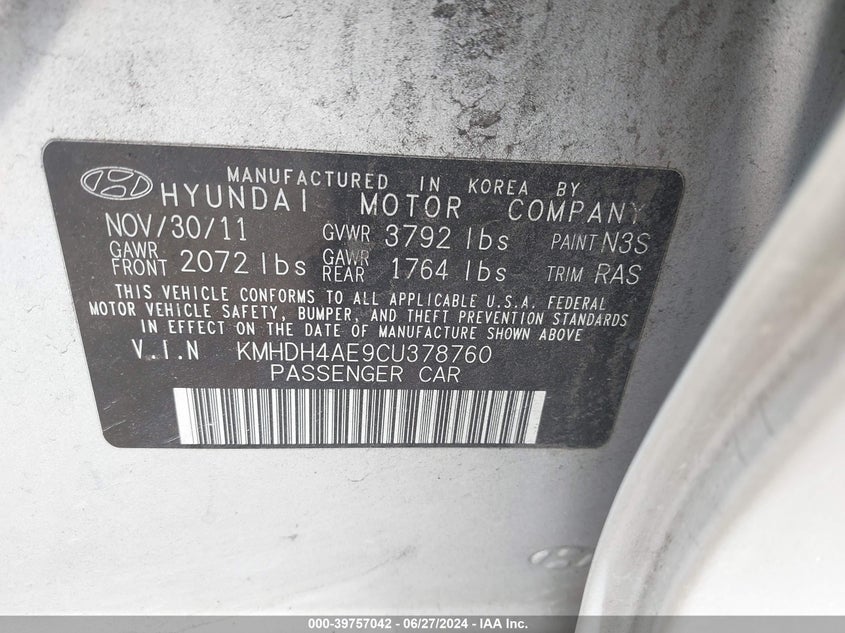 MANUFACTURED IN KOREA BY
HYUNDAI MOTOR COMPANY
NOV/30/11 GVWR 3792 lbs PAINT N3S
GAWR FRONT 2072 lbs GAWR REAR 1764 lbs TRIM RAS
THIS VEHICLE CONFORMS TO ALL APPLICABLE U.S.A. FEDERAL
MOTOR VEHICLE SAFETY, BUMPER, AND THEFT PREVENTION STANDARDS
IN EFFECT ON THE DATE OF MANUFACTURE SHOWN ABOVE
V.I.N KMHDH4AE9CU378760
PASSENGER CAR
000-39757042 - 06/27/2024 - IAA Inc.